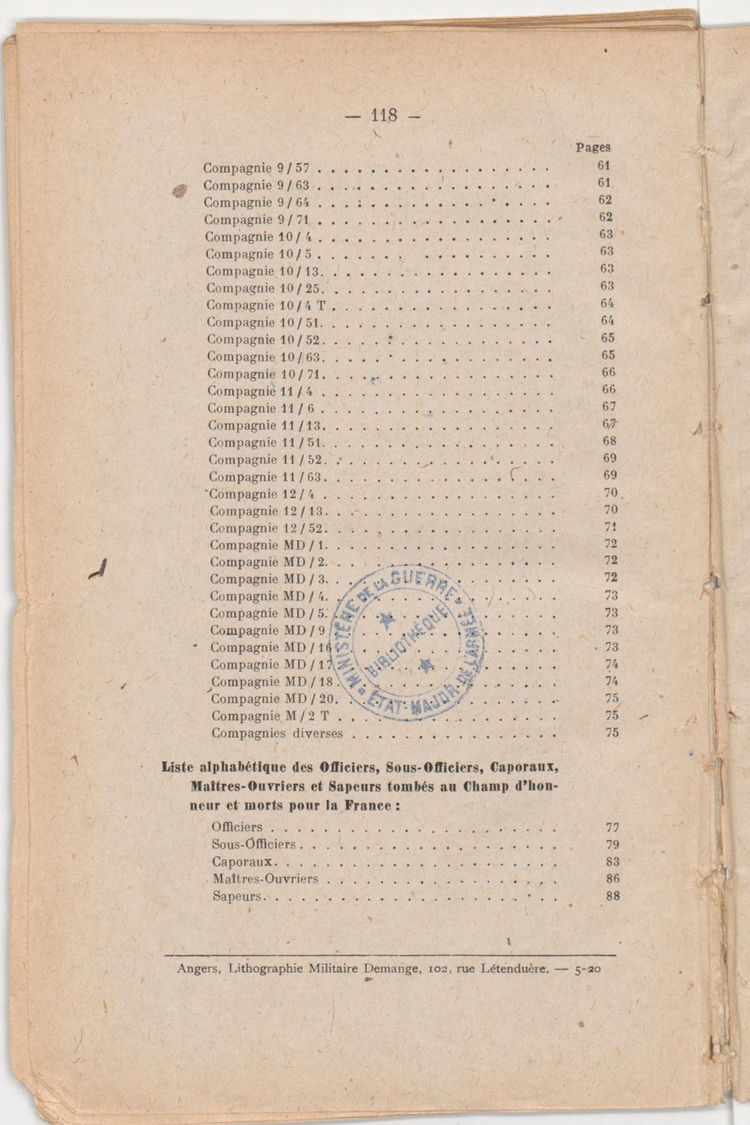 — 118 —
Pages
Compagnie 9/57 . . . . . . . . . . . . . . . . . . 61
Compagnie 9/63 . . . . . . . . . . . . . . . . . . 61
Compagnie 9/64 . . . . . . . . . . . . . . . . . . 62
Compagnie 9/71 . . . . . . . . . . . . . . . . . . 62
Compagnie 10/4 . . . . . . . . . . . . . . . . . . 63
Compagnie 10/5 . . . . . . . . . . . . . . . . . . 63
Compagnie 10/13. . . . . . . . . . . . . . . . . . 63
Compagnie 10/25. . . . . . . . . . . . . . . . . . 63
Compagnie 10/4 T . . . . . . . . . . . . . . . . . 64
Compagnie 10/51. . . . . . . . . . . . . . . . . . 64
Compagnie 10/52. . . . . . . . . . . . . . . . . . 65
Compagnie 10/63. . . . . . . . . . . . . . . . . . 65
Compagnie 10/71. . . . . . . . . . . . . . . . . . 66
Compagnie 11/4 . . . . . . . . . . . . . . . . . . 66
Compagnie 11/6 . . . . . . . . . . . . . . . . . . 67
Compagnie 11/13. . . . . . . . . . . . . . . . . . 67
Compagnie 11/51. . . . . . . . . . . . . . . . . . 68
Compagnie 11/52. . . . . . . . . . . . . . . . . . 69
Compagnie 11/63. . . . . . . . . . . . . . . . . . 69
Compagnie 12/4 . . . . . . . . . . . . . . . . . . 70
Compagnie 12/13. . . . . . . . . . . . . . . . . . 70
Compagnie 12/52. . . . . . . . . . . . . . . . . . 71
Compagnie MD/1. . . . . . . . . . . . . . . . . . 72
Compagnie MD/2. . . . . . . . . . . . . . . . . . 72
Compagnie MD/3. . . . . . . . . . . . . . . . . . 72
Compagnie MD/4. . . . . . . . . . . . . . . . . . 73
Compagnie MD/5. . . . . . . . . . . . . . . . . . 73
Compagnie MD/9 . . . . . . . . . . . . . . . . . . 73
Compagnie MD/16 . . . . . . . . . . . . . . . . . 73
Compagnie MD/17 . . . . . . . . . . . . . . . . . 74
Compagnie MD/18. . . . . . . . . . . . . . . . . . 74
Compagnie MD/20. . . . . . . . . . . . . . . . . . 75
Compagnie M/2 T . . . . . . . . . . . . . . . . . 75
Compagnies diverses . . . . . . . . . . . . . . . . 75
MINISTÈRE DE LA GUERRE
BIBLIOTHÈQUE
ÉTAT-MAJOR DE L'ARMÉE
Liste alphabétique des Officiers, Sous-Officiers, Caporaux,
Maîtres-Ouvriers et Sapeurs tombés au Champ d'hon-
neur et morts pour la France :
Officiers . . . . . . . . . . . . . . . . . . . . . . 77
Sous-Officiers . . . . . . . . . . . . . . . . . . . . 79
Caporaux. . . . . . . . . . . . . . . . . . . . . . 83
Maîtres-Ouvriers . . . . . . . . . . . . . . . . . . 86
Sapeurs. . . . . . . . . . . . . . . . . . . . . . . 88
Angers, Lithographie Militaire Demange, 102, rue Létenduère. — 5-20